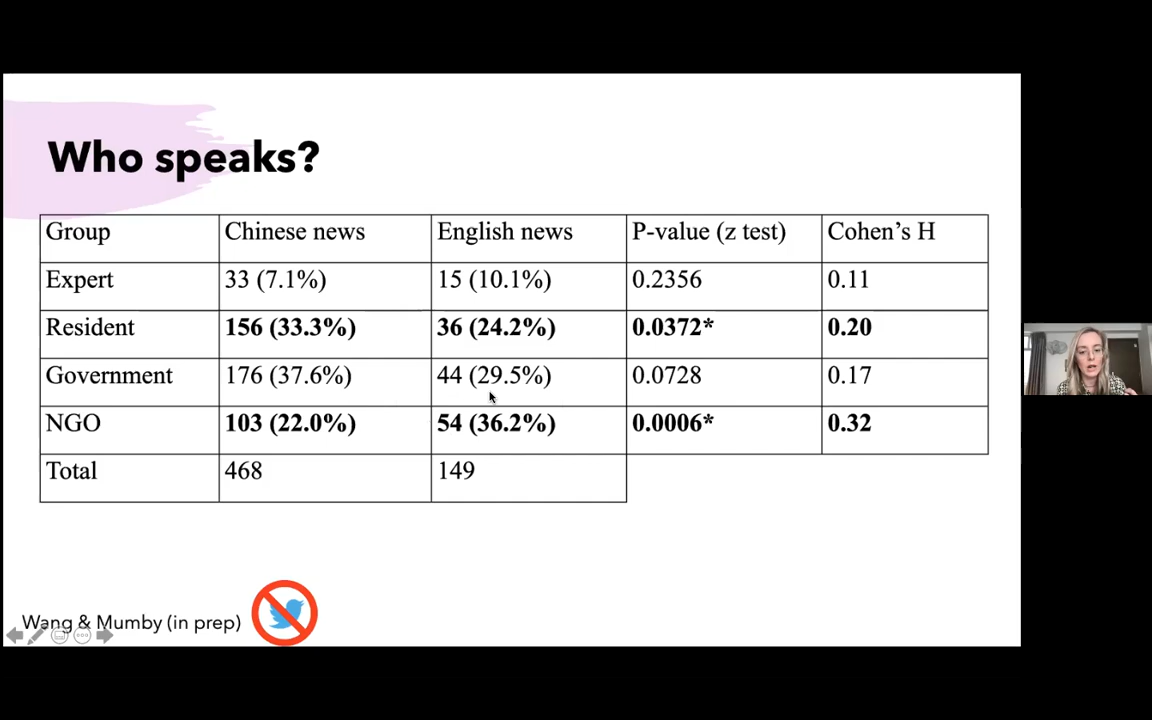 Who speaks?
Group Chinese news English news P-value (z test) Cohen’s H
Expert 33 (7.1%) 15 (10.1%) 0.2356 0.11
Resident 156 (33.3%) 36 (24.2%) 0.0372* 0.20
Government 176 (37.6%) 44 (29.5%) 0.0728 0.17
NGO 103 (22.0%) 54 (36.2%) 0.0006* 0.32
Total 468 149
Wang & Mumby (in prep)